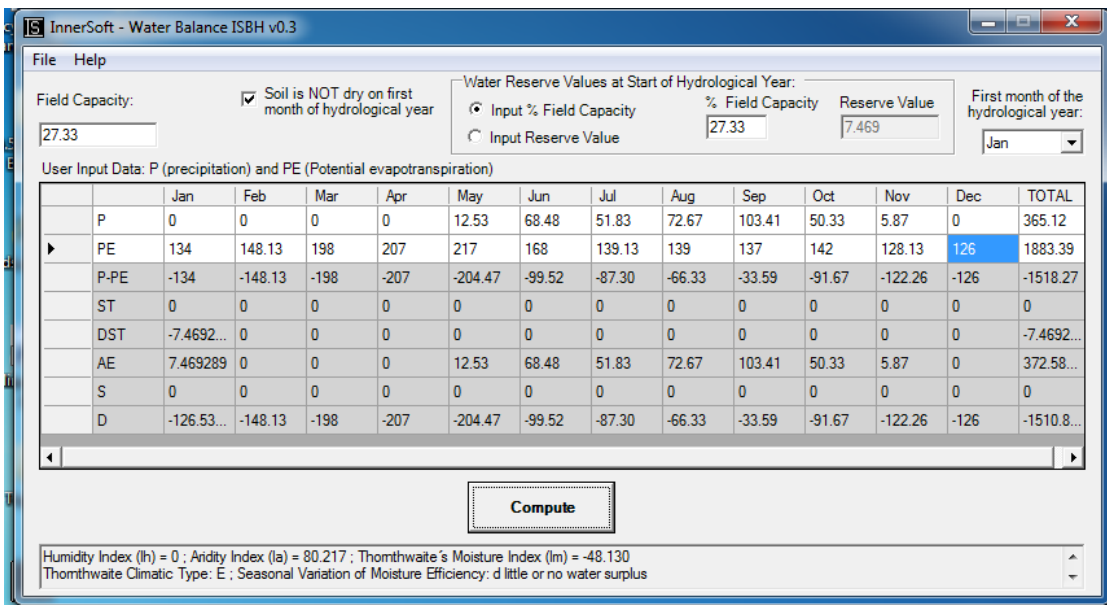 InnerSoft - Water Balance ISBH v0.3
File Help
Field Capacity:
27.33
Soil is NOT dry on first
month of hydrological year
Water Reserve Values at Start of Hydrological Year:
Input % Field Capacity
Input Reserve Value
% Field Capacity
27.33
Reserve Value
7.469
First month of the
hydrological year:
Jan
User Input Data: P (precipitation) and PE (Potential evapotranspiration)
Jan Feb Mar Apr May Jun Jul Aug Sep Oct Nov Dec TOTAL
P 0 0 0 0 12.53 68.48 51.83 72.67 103.41 50.33 5.87 0 365.12
PE 134 148.13 198 207 217 168 139.13 139 137 142 128.13 126 1883.39
P-PE -134 -148.13 -198 -207 -204.47 -99.52 -87.30 -66.33 -33.59 -91.67 -122.26 -126 -1518.27
ST 0 0 0 0 0 0 0 0 0 0 0 0 0
DST -7.4692... 0 0 0 0 0 0 0 0 0 0 0 -7.4692...
AE 7.469289 0 0 0 12.53 68.48 51.83 72.67 103.41 50.33 5.87 0 372.58...
S 0 0 0 0 0 0 0 0 0 0 0 0 0
D -126.53... -148.13 -198 -207 -204.47 -99.52 -87.30 -66.33 -33.59 -91.67 -122.26 -126 -1510.8...
Compute
Humidity Index (Ih) = 0 ; Aridity Index (Ia) = 80.217 ; Thornthwaite´s Moisture Index (Im) = -48.130
Thornthwaite Climatic Type: E ; Seasonal Variation of Moisture Efficiency: d little or no water surplus